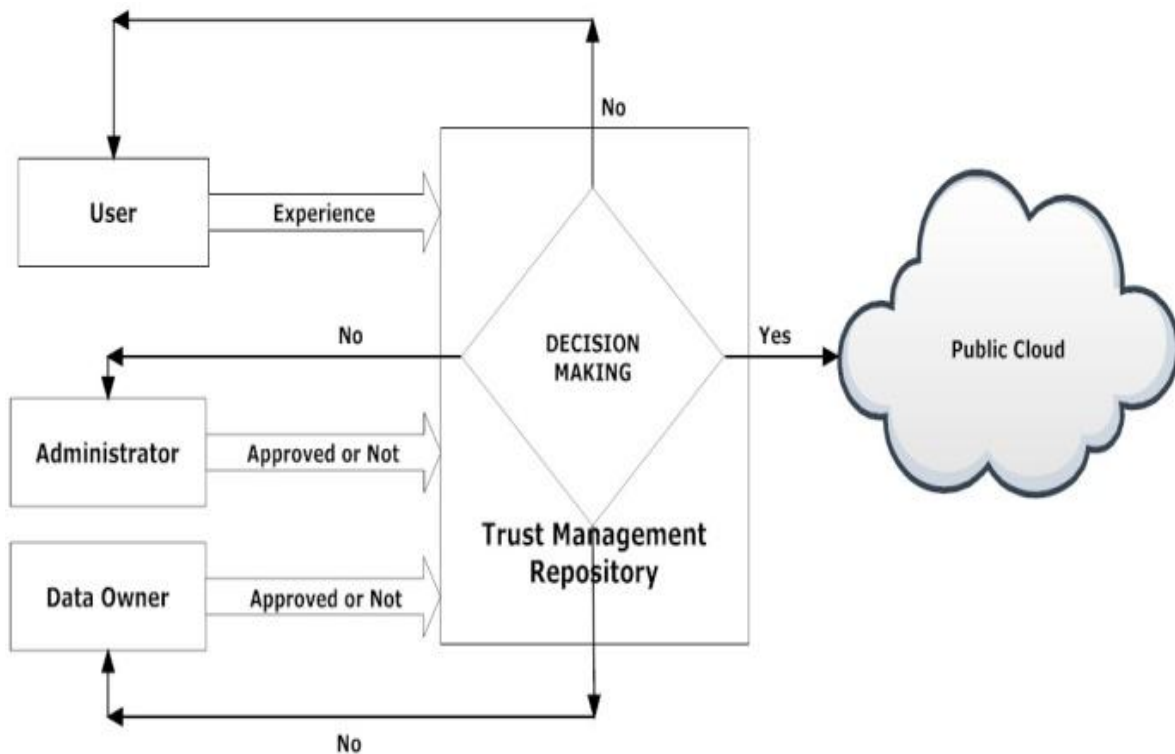 No
User
Experience
No
DECISION
MAKING
Yes
Public Cloud
Administrator
Approved or Not
Trust Management
Repository
Data Owner
Approved or Not
No